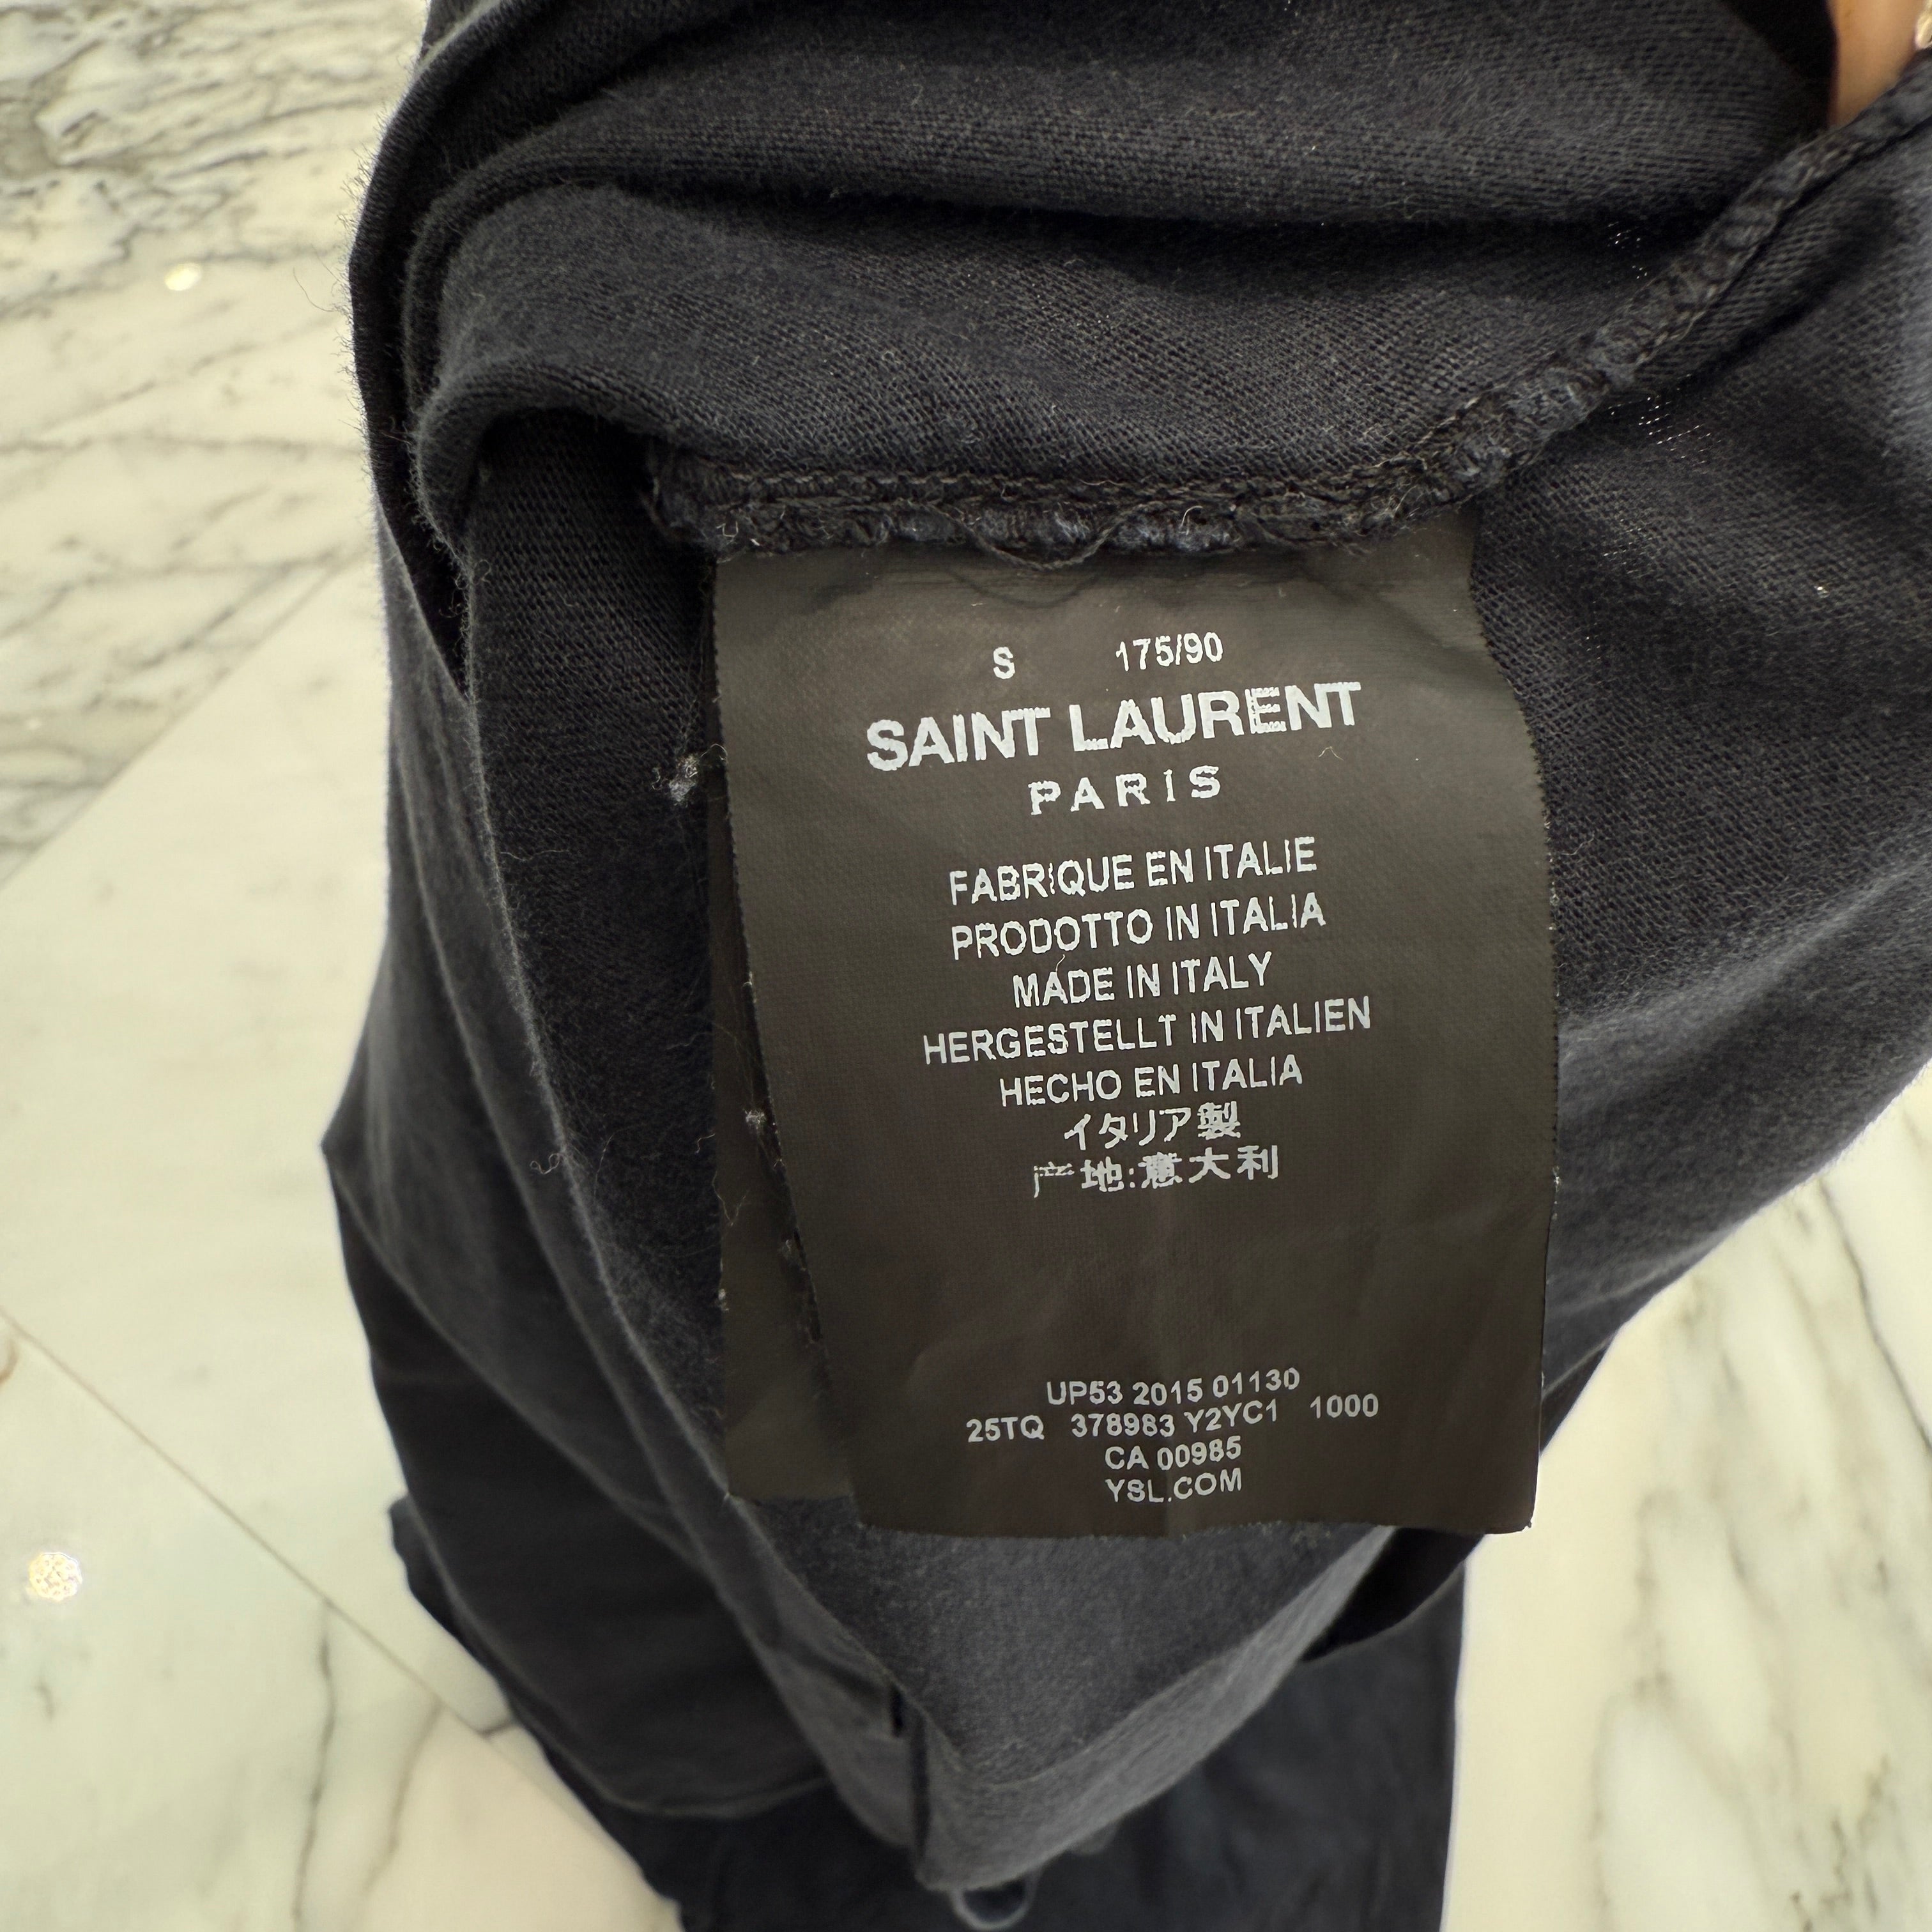 S 175/90
SAINT LAURENT
PARIS
FABRIQUE EN ITALIE
PRODOTTO IN ITALIA
MADE IN ITALY
HERGESTELLT IN ITALIEN
HECHO EN ITALIA
イタリア製
产地:意大利
UP53 2015 01130
25TQ 378983 Y2YC1 1000
CA 00985
YSL.COM